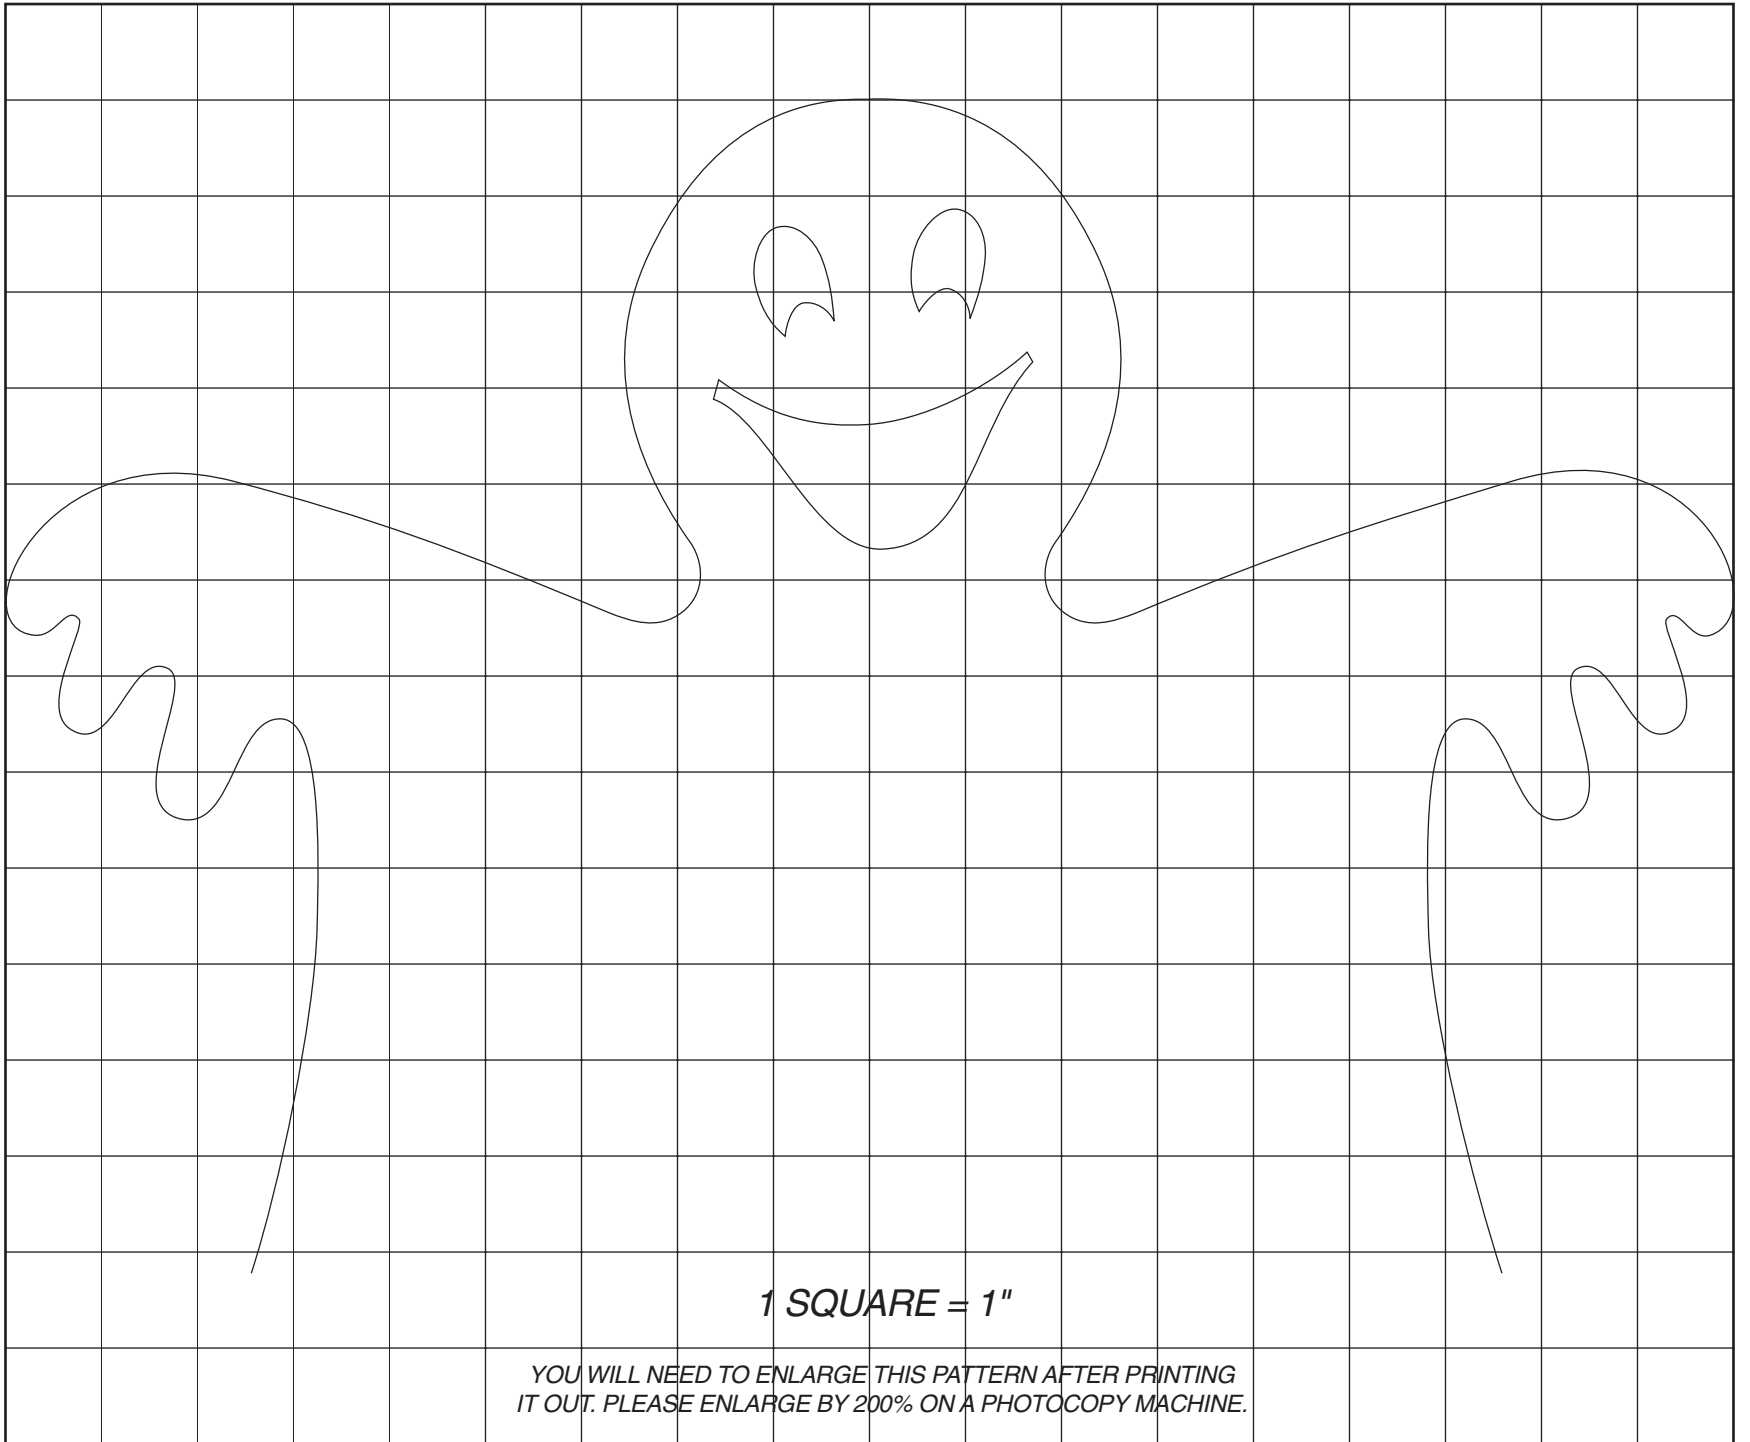 1 SQUARE = 1"
YOU WILL NEED TO ENLARGE THIS PATTERN AFTER PRINTING
IT OUT. PLEASE ENLARGE BY 200% ON A PHOTOCOPY MACHINE.